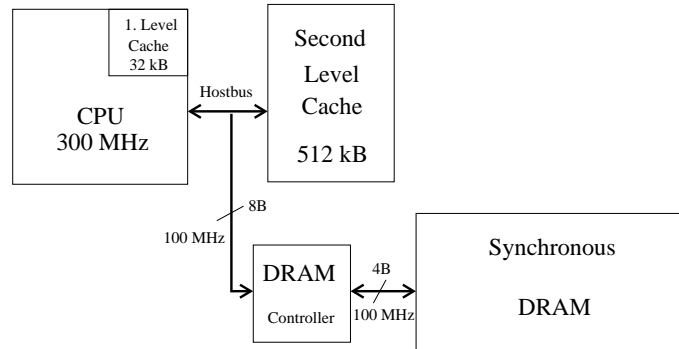 1. Level
Cache
32 kB
CPU
300 MHz
Hostbus
Second
Level
Cache
512 kB
8B
100 MHz
DRAM
Controller
4B
100 MHz
Synchronous
DRAM